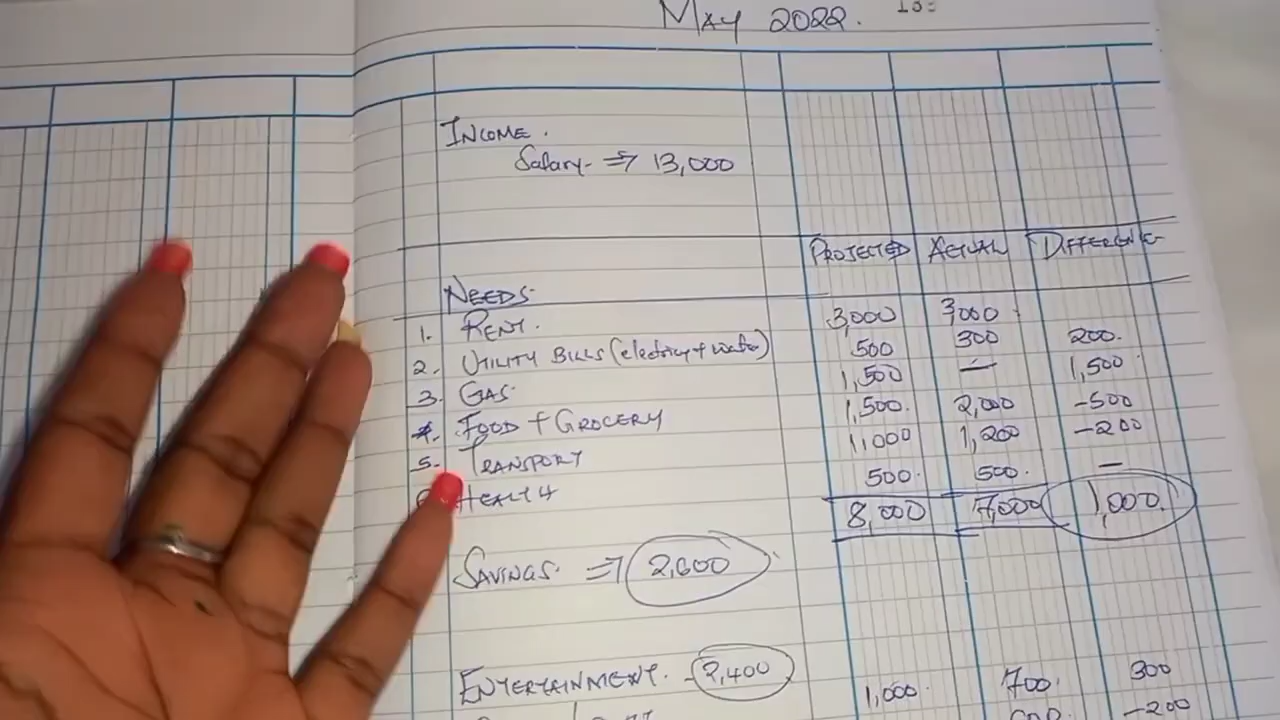 MAY 2022.
INCOME.
Salary ⇒ 13,000
PROJECTED ACTUAL DIFFERENCE
NEEDS.
1. RENT. 3,000 3,000
2. UTILITY BILLS (electricity + water) 500 300 200.
3. GAS. 1,500 — 1,500
4. FOOD + GROCERY 1,500. 2,000 -500
5. TRANSPORT 1,000 1,200 -200
HEALTH 500. 500. —
8,000 7,000 1,000.
SAVINGS. ⇒ 2,600
ENTERTAINMENT. - 2,400 1,000. 700. 300
-200